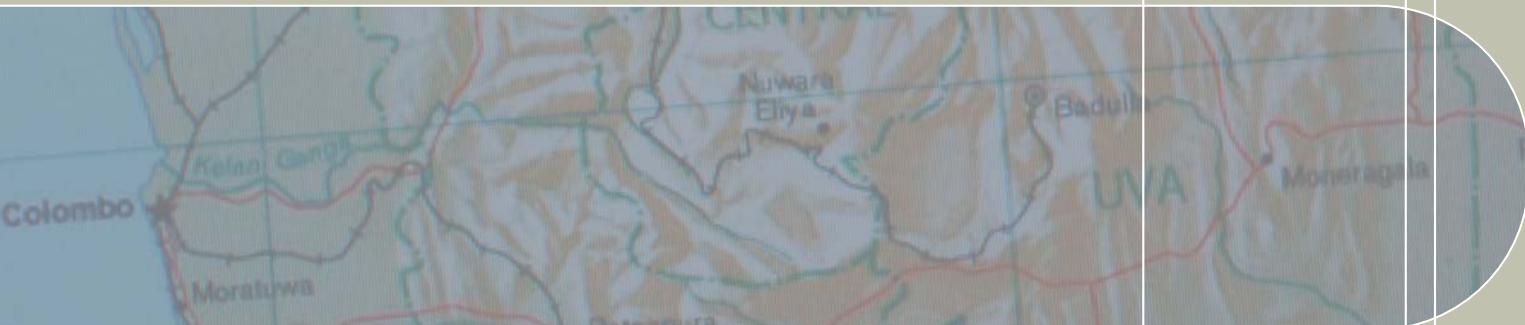 CENTRAL
Nuwara
Eliya
Badulla
Kelani Ganga
UVA
Moneragala
Colombo
Moratuwa